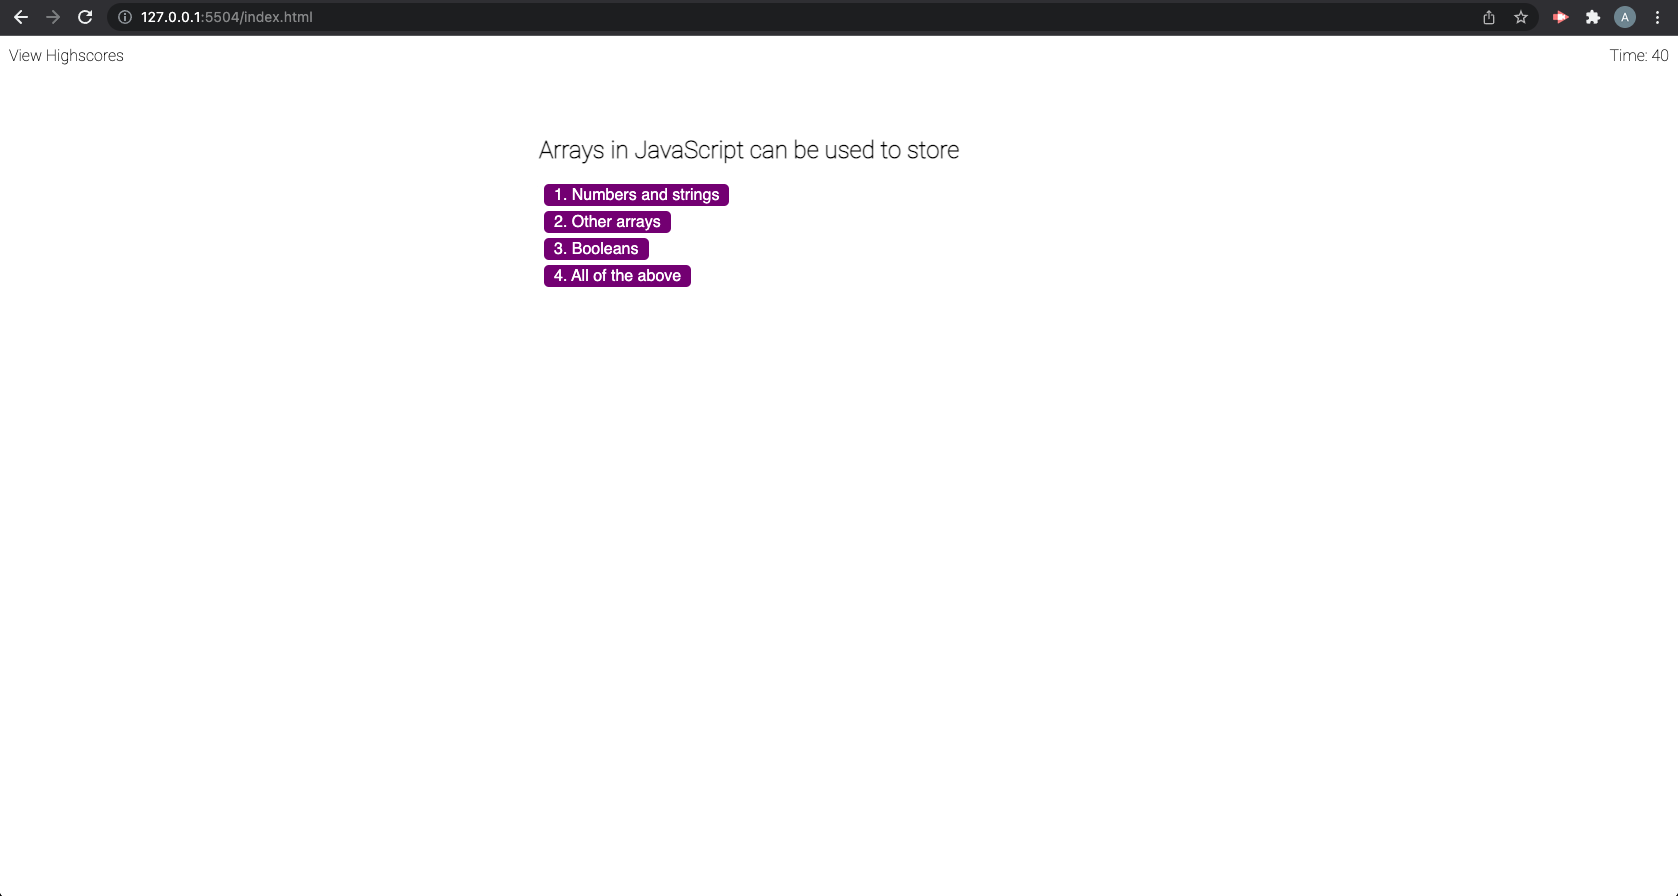 127.0.0.1:5504/index.html
A
View Highscores
Time: 40
Arrays in JavaScript can be used to store
1. Numbers and strings
2. Other arrays
3. Booleans
4. All of the above